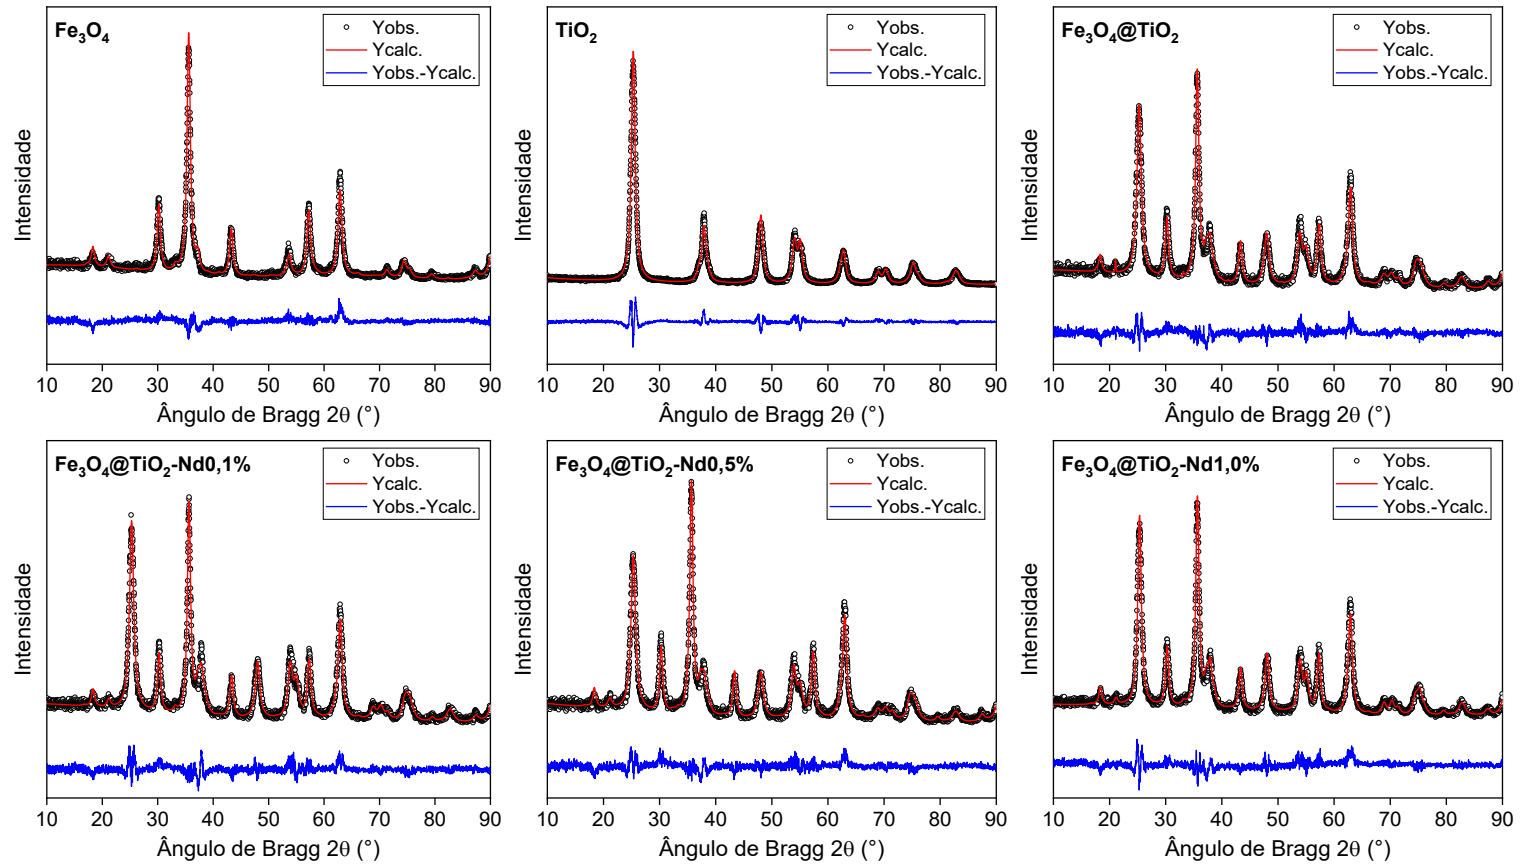 Fe₃O₄
Yobs.
Ycalc.
Yobs.-Ycalc.
Intensidade
10 20 30 40 50 60 70 80 90
Ângulo de Bragg 2θ (°)
TiO₂
Yobs.
Ycalc.
Yobs.-Ycalc.
Intensidade
10 20 30 40 50 60 70 80 90
Ângulo de Bragg 2θ (°)
Fe₃O₄@TiO₂
Yobs.
Ycalc.
Yobs.-Ycalc.
Intensidade
10 20 30 40 50 60 70 80 90
Ângulo de Bragg 2θ (°)
Fe₃O₄@TiO₂-Nd0,1%
Yobs.
Ycalc.
Yobs.-Ycalc.
Intensidade
10 20 30 40 50 60 70 80 90
Ângulo de Bragg 2θ (°)
Fe₃O₄@TiO₂-Nd0,5%
Yobs.
Ycalc.
Yobs.-Ycalc.
Intensidade
10 20 30 40 50 60 70 80 90
Ângulo de Bragg 2θ (°)
Fe₃O₄@TiO₂-Nd1,0%
Yobs.
Ycalc.
Yobs.-Ycalc.
Intensidade
10 20 30 40 50 60 70 80 90
Ângulo de Bragg 2θ (°)